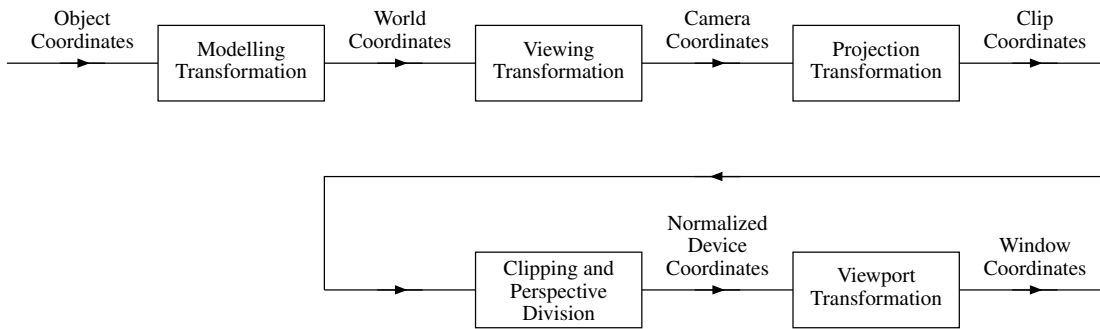 Object
Coordinates
Modelling
Transformation
World
Coordinates
Viewing
Transformation
Camera
Coordinates
Projection
Transformation
Clip
Coordinates
Clipping and
Perspective
Division
Normalized
Device
Coordinates
Viewport
Transformation
Window
Coordinates